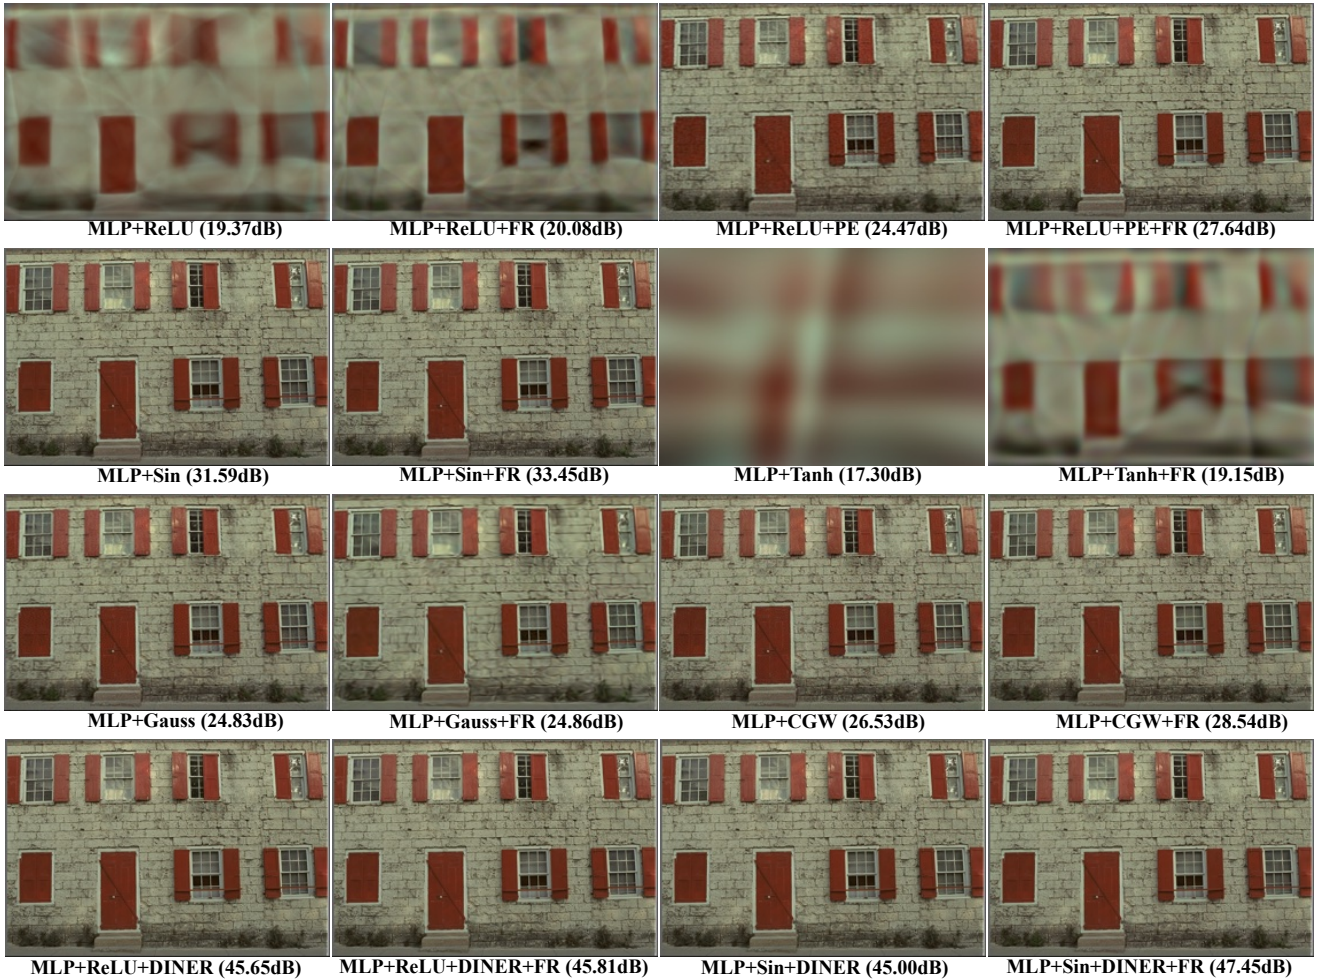 MLP+ReLU (19.37dB) MLP+ReLU+FR (20.08dB) MLP+ReLU+PE (24.47dB) MLP+ReLU+PE+FR (27.64dB)
MLP+Sin (31.59dB) MLP+Sin+FR (33.45dB) MLP+Tanh (17.30dB) MLP+Tanh+FR (19.15dB)
MLP+Gauss (24.83dB) MLP+Gauss+FR (24.86dB) MLP+CGW (26.53dB) MLP+CGW+FR (28.54dB)
MLP+ReLU+DINER (45.65dB) MLP+ReLU+DINER+FR (45.81dB) MLP+Sin+DINER (45.00dB) MLP+Sin+DINER+FR (47.45dB)